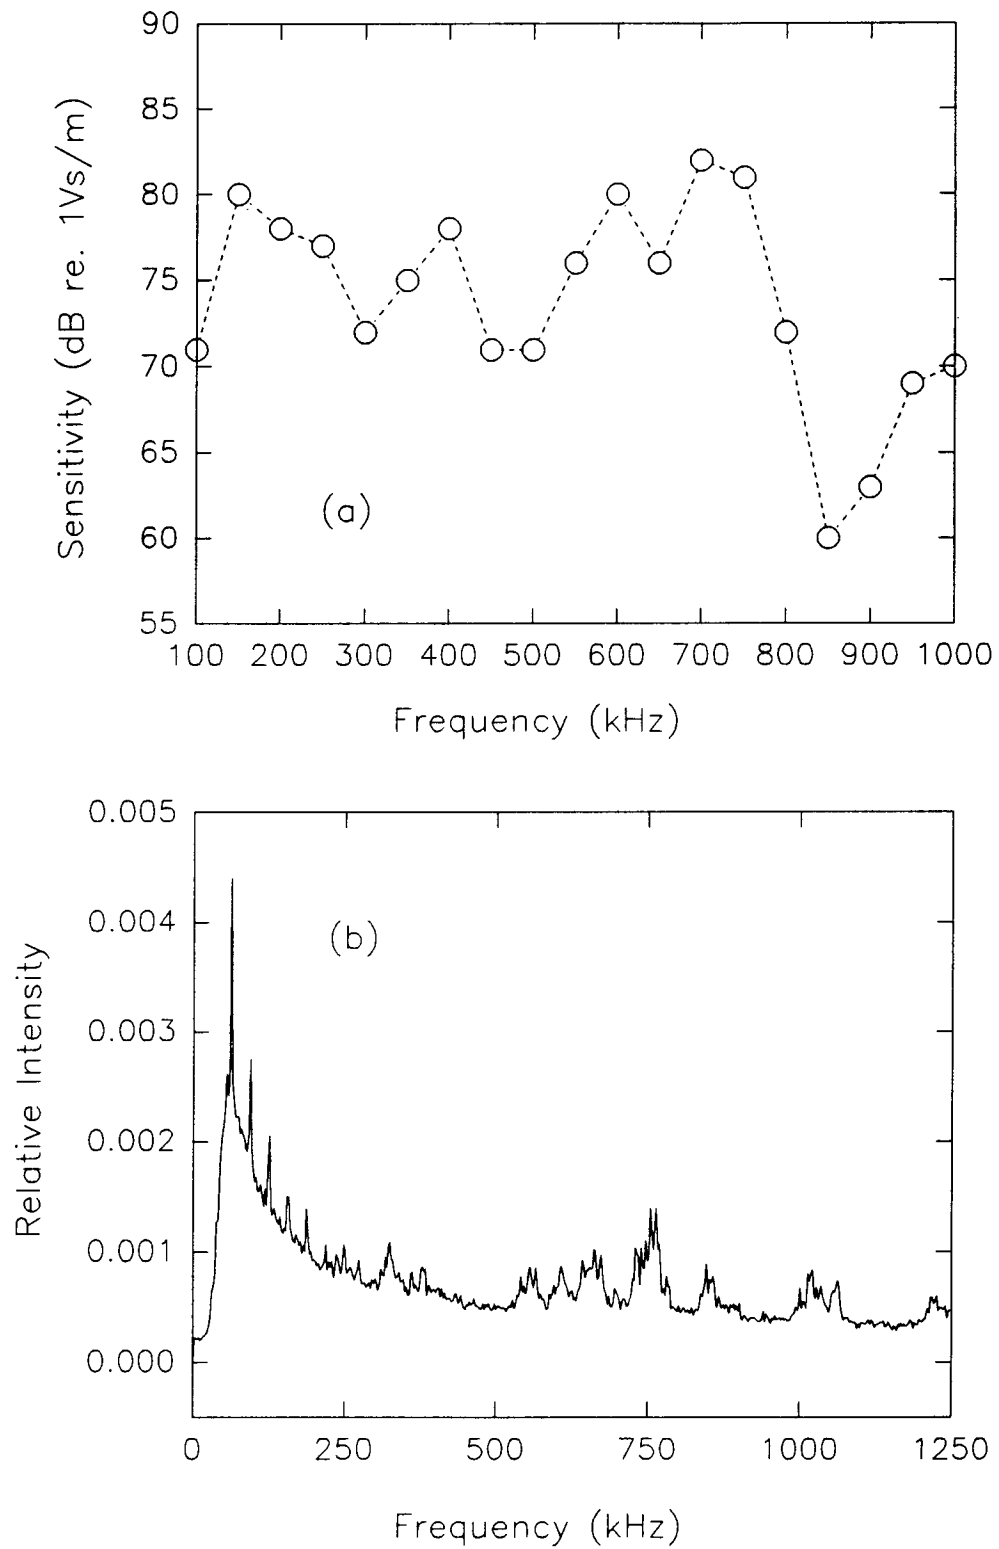 90
85
80
75
70
65
60
55
Sensitivity (dB re. 1Vs/m)
(a)
100 200 300 400 500 600 700 800 900 1000
Frequency (kHz)
0.005
0.004
0.003
0.002
0.001
0.000
Relative Intensity
(b)
0 250 500 750 1000 1250
Frequency (kHz)